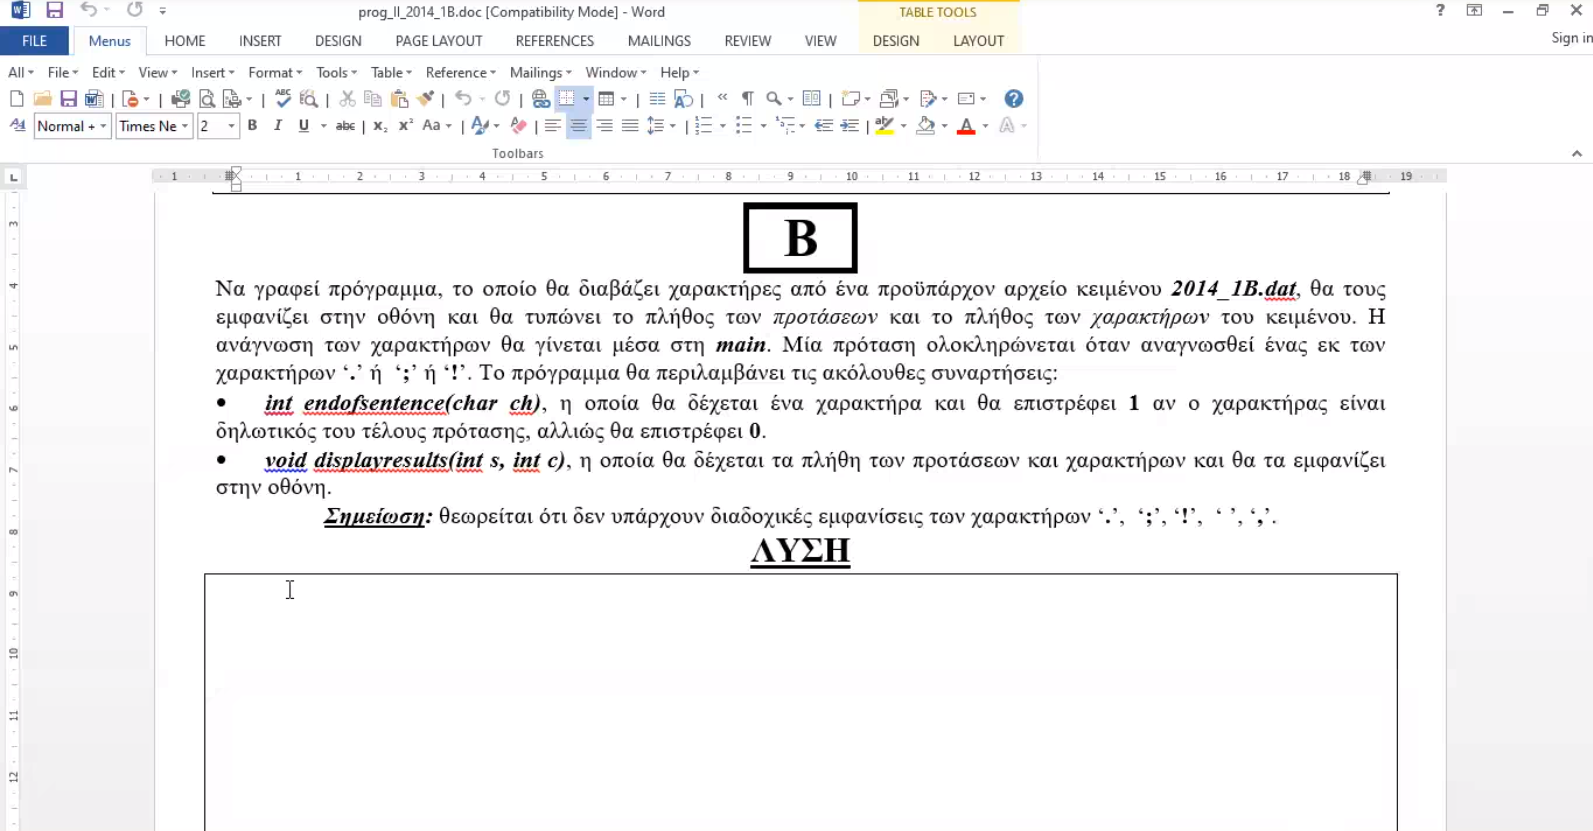 prog_II_2014_1B.doc [Compatibility Mode] - Word
TABLE TOOLS
?
FILE Menus HOME INSERT DESIGN PAGE LAYOUT REFERENCES MAILINGS REVIEW VIEW DESIGN LAYOUT Sign in
All File Edit View Insert Format Tools Table Reference Mailings Window Help
Normal + Times Ne 2 B I U abc X₂ X² Aa
Toolbars
1 1 2 3 4 5 6 7 8 9 10 11 12 13 14 15 16 17 18 19
B
Να γραφεί πρόγραμμα, το οποίο θα διαβάζει χαρακτήρες από ένα προϋπάρχον αρχείο κειμένου 2014_1B.dat, θα τους
εμφανίζει στην οθόνη και θα τυπώνει το πλήθος των προτάσεων και το πλήθος των χαρακτήρων του κειμένου. Η
ανάγνωση των χαρακτήρων θα γίνεται μέσα στη main. Μία πρόταση ολοκληρώνεται όταν αναγνωσθεί ένας εκ των
χαρακτήρων ‘.’ ή ‘;’ ή ‘!’. Το πρόγραμμα θα περιλαμβάνει τις ακόλουθες συναρτήσεις:
• int endofsentence(char ch), η οποία θα δέχεται ένα χαρακτήρα και θα επιστρέφει 1 αν ο χαρακτήρας είναι
δηλωτικός του τέλους πρότασης, αλλιώς θα επιστρέφει 0.
• void displayresults(int s, int c), η οποία θα δέχεται τα πλήθη των προτάσεων και χαρακτήρων και θα τα εμφανίζει
στην οθόνη.
Σημείωση: θεωρείται ότι δεν υπάρχουν διαδοχικές εμφανίσεις των χαρακτήρων ‘.’, ‘;’, ‘!’, ‘ ’, ‘,’.
ΛΥΣΗ
3
4
5
6
7
8
9
10
11
12